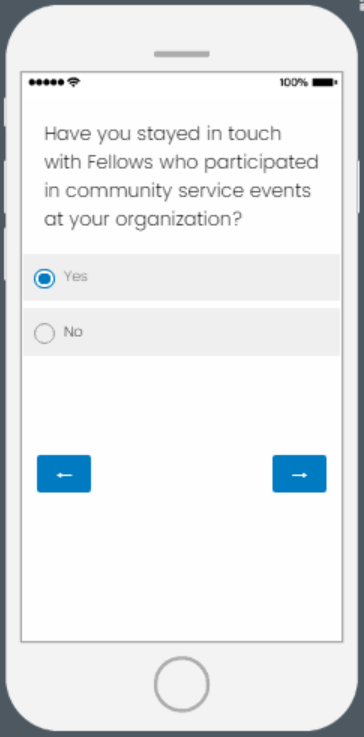 100%
Have you stayed in touch
with Fellows who participated
in community service events
at your organization?
Yes
No
←
→